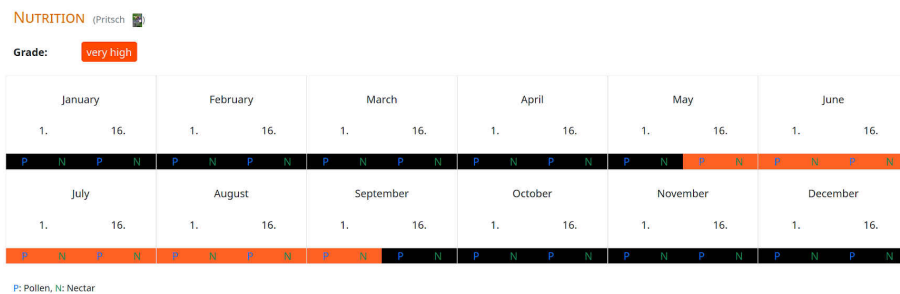 NUTRITION (Pritsch )
Grade: very high
January February March April May June
1. 16. 1. 16. 1. 16. 1. 16. 1. 16. 1. 16.
P N P N P N P N P N P N P N P N P N P N P N P N
July August September October November December
1. 16. 1. 16. 1. 16. 1. 16. 1. 16. 1. 16.
P N P N P N P N P N P N P N P N P N P N P N P N
P: Pollen, N: Nectar